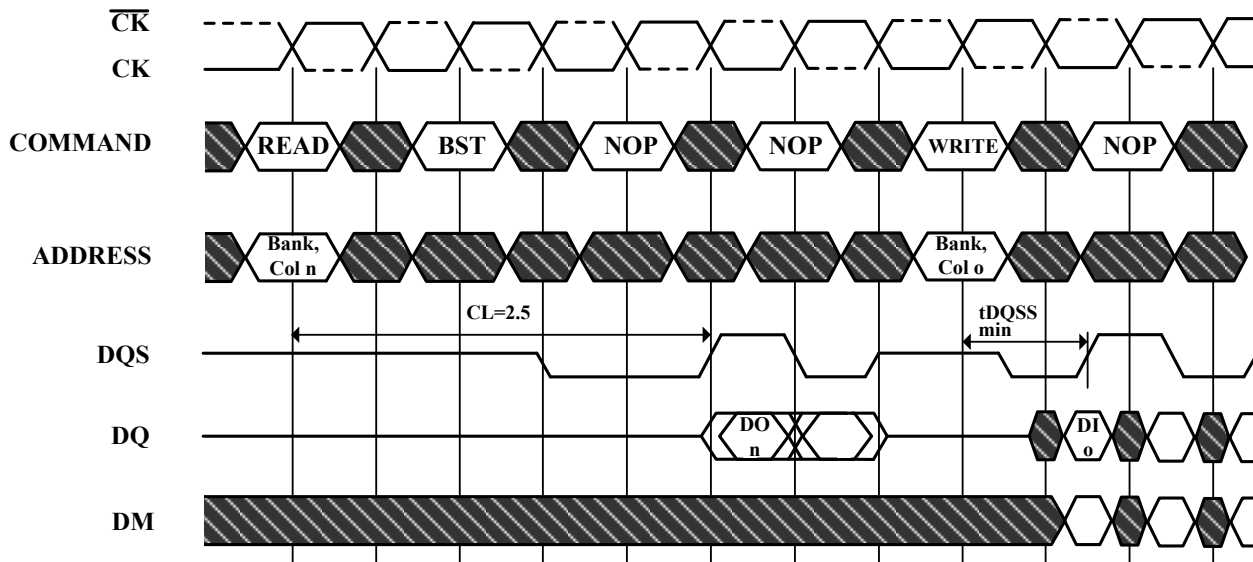 CK
CK
COMMAND READ BST NOP NOP WRITE NOP
ADDRESS Bank, Col n Bank, Col o
CL=2.5 tDQSS min
DQS
DQ DO n DI o
DM